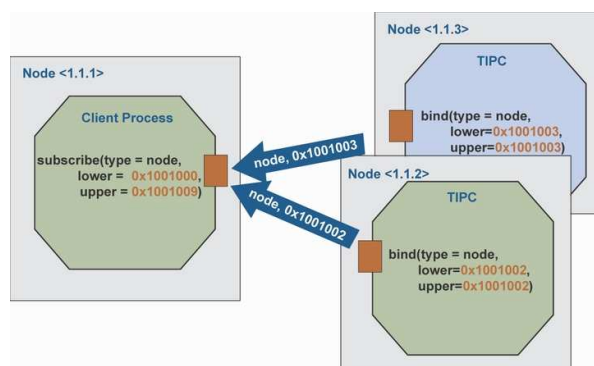 Node <1.1.1>
Client Process
subscribe(type = node,
lower = 0x1001000,
upper = 0x1001009)
node, 0x1001003
node, 0x1001002
Node <1.1.3>
TIPC
bind(type = node,
lower=0x1001003,
upper=0x1001003)
Node <1.1.2>
TIPC
bind(type = node,
lower=0x1001002,
upper=0x1001002)